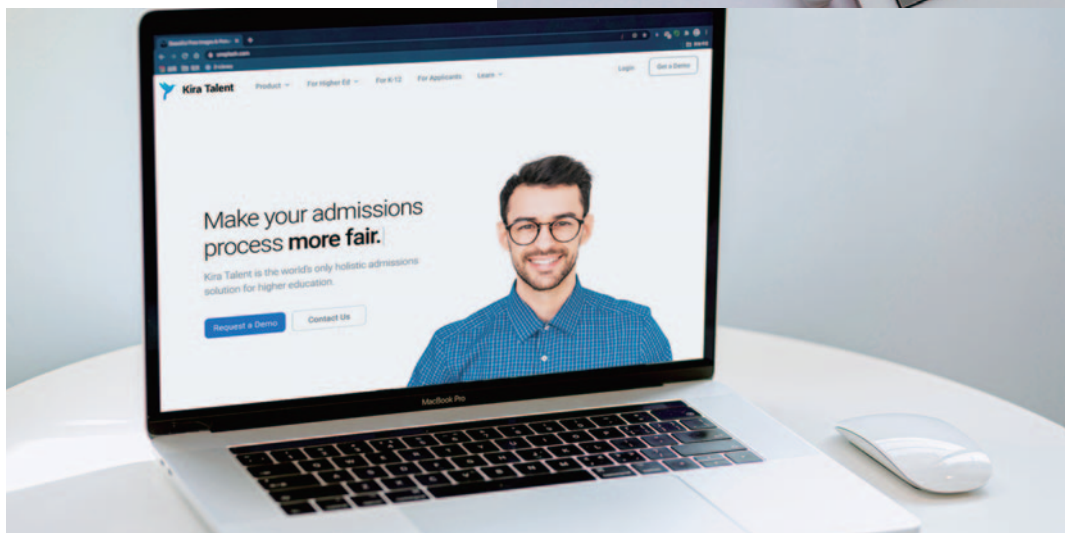 unsplash.com
Kira Talent
Product
For Higher Ed
For K-12
For Applicants
Learn
Login
Get a Demo
Make your admissions
process more fair.
Kira Talent is the world's only holistic admissions
solution for higher education.
Request a Demo
Contact Us
MacBook Pro